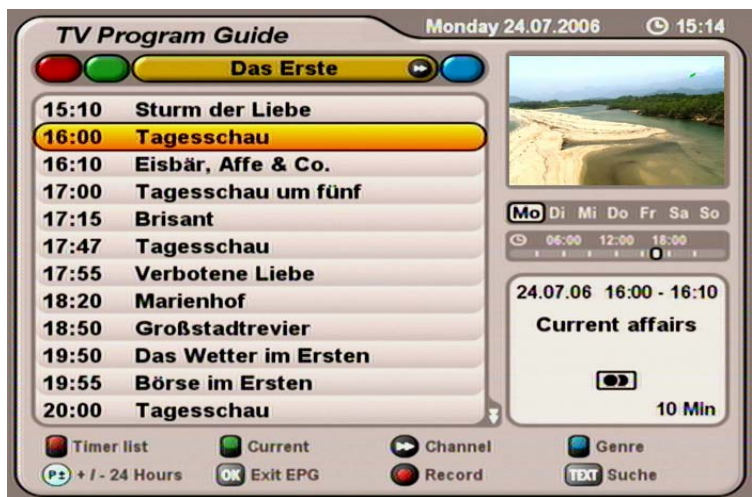 TV Program Guide
Monday 24.07.2006 15:14
Das Erste
15:10 Sturm der Liebe
16:00 Tagesschau
16:10 Eisbär, Affe & Co.
17:00 Tagesschau um fünf
17:15 Brisant
17:47 Tagesschau
17:55 Verbotene Liebe
18:20 Marienhof
18:50 Großstadtrevier
19:50 Das Wetter im Ersten
19:55 Börse im Ersten
20:00 Tagesschau
Mo Di Mi Do Fr Sa So
06:00 12:00 18:00
24.07.06 16:00 - 16:10
Current affairs
10 Min
Timer list Current Channel Genre
P± + / - 24 Hours OK Exit EPG Record TEXT Suche